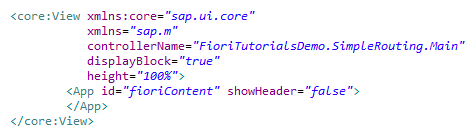 <core:View xmlns:core="sap.ui.core"
xmlns="sap.m"
controllerName="FioriTutorialsDemo.SimpleRouting.Main"
displayBlock="true"
height="100%">
<App id="fioriContent" showHeader="false">
</App>
</core:View>